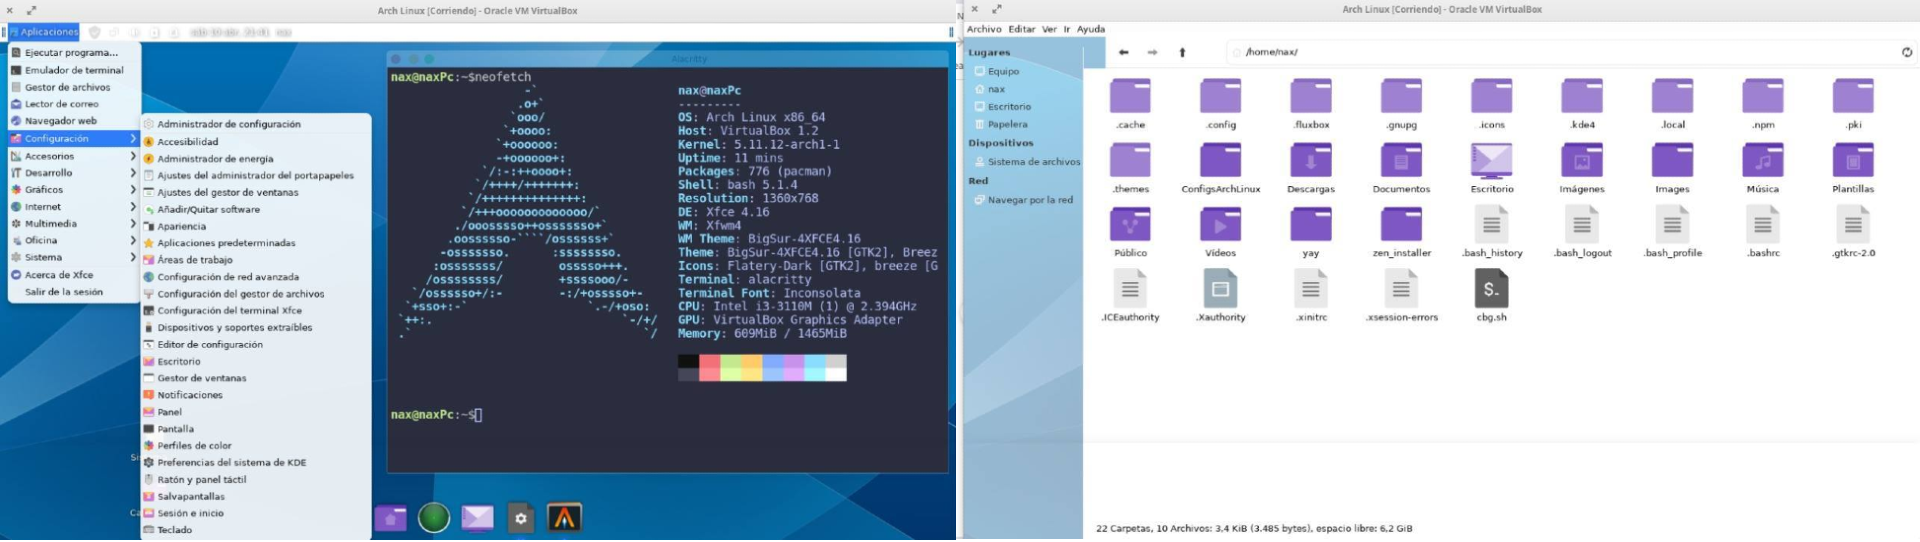 Arch Linux [Corriendo] - Oracle VM VirtualBox
Aplicaciones
Ejecutar programa...
Emulador de terminal
Gestor de archivos
Lector de correo
Navegador web
Configuración
Accesorios
Desarrollo
Gráficos
Internet
Multimedia
Oficina
Sistema
Acerca de Xfce
Salir de la sesión
Administrador de configuración
Accesibilidad
Administrador de energía
Ajustes del administrador del portapapeles
Ajustes del gestor de ventanas
Añadir/Quitar software
Apariencia
Aplicaciones predeterminadas
Áreas de trabajo
Configuración de red avanzada
Configuración del gestor de archivos
Configuración del terminal Xfce
Dispositivos y soportes extraíbles
Editor de configuración
Escritorio
Gestor de ventanas
Notificaciones
Panel
Pantalla
Perfiles de color
Preferencias del sistema de KDE
Ratón y panel táctil
Salvapantallas
Sesión e inicio
Teclado
Alacritty
nax@naxPc:~$neofetch
nax@naxPc
---------
OS: Arch Linux x86_64
Host: VirtualBox 1.2
Kernel: 5.11.12-arch1-1
Uptime: 11 mins
Packages: 776 (pacman)
Shell: bash 5.1.4
Resolution: 1360x768
DE: Xfce 4.16
WM: Xfwm4
WM Theme: BigSur-4XFCE4.16
Theme: BigSur-4XFCE4.16 [GTK2], Breez
Icons: Flatery-Dark [GTK2], breeze [G
Terminal: alacritty
Terminal Font: Inconsolata
CPU: Intel i3-3110M (1) @ 2.394GHz
GPU: VirtualBox Graphics Adapter
Memory: 609MiB / 1465MiB
nax@naxPc:~$
Arch Linux [Corriendo] - Oracle VM VirtualBox
Archivo Editar Ver Ir Ayuda
/home/nax/
Lugares
Equipo
nax
Escritorio
Papelera
Dispositivos
Sistema de archivos
Red
Navegar por la red
.cache .config .fluxbox .gnupg .icons .kde4 .local .npm .pki
.themes ConfigsArchLinux Descargas Documentos Escritorio Imágenes Images Música Plantillas
Público Vídeos yay zen_installer .bash_history .bash_logout .bash_profile .bashrc .gtkrc-2.0
.ICEauthority .Xauthority .xinitrc .xsession-errors cbg.sh
22 Carpetas, 10 Archivos: 3,4 KiB (3.485 bytes), espacio libre: 6,2 GiB